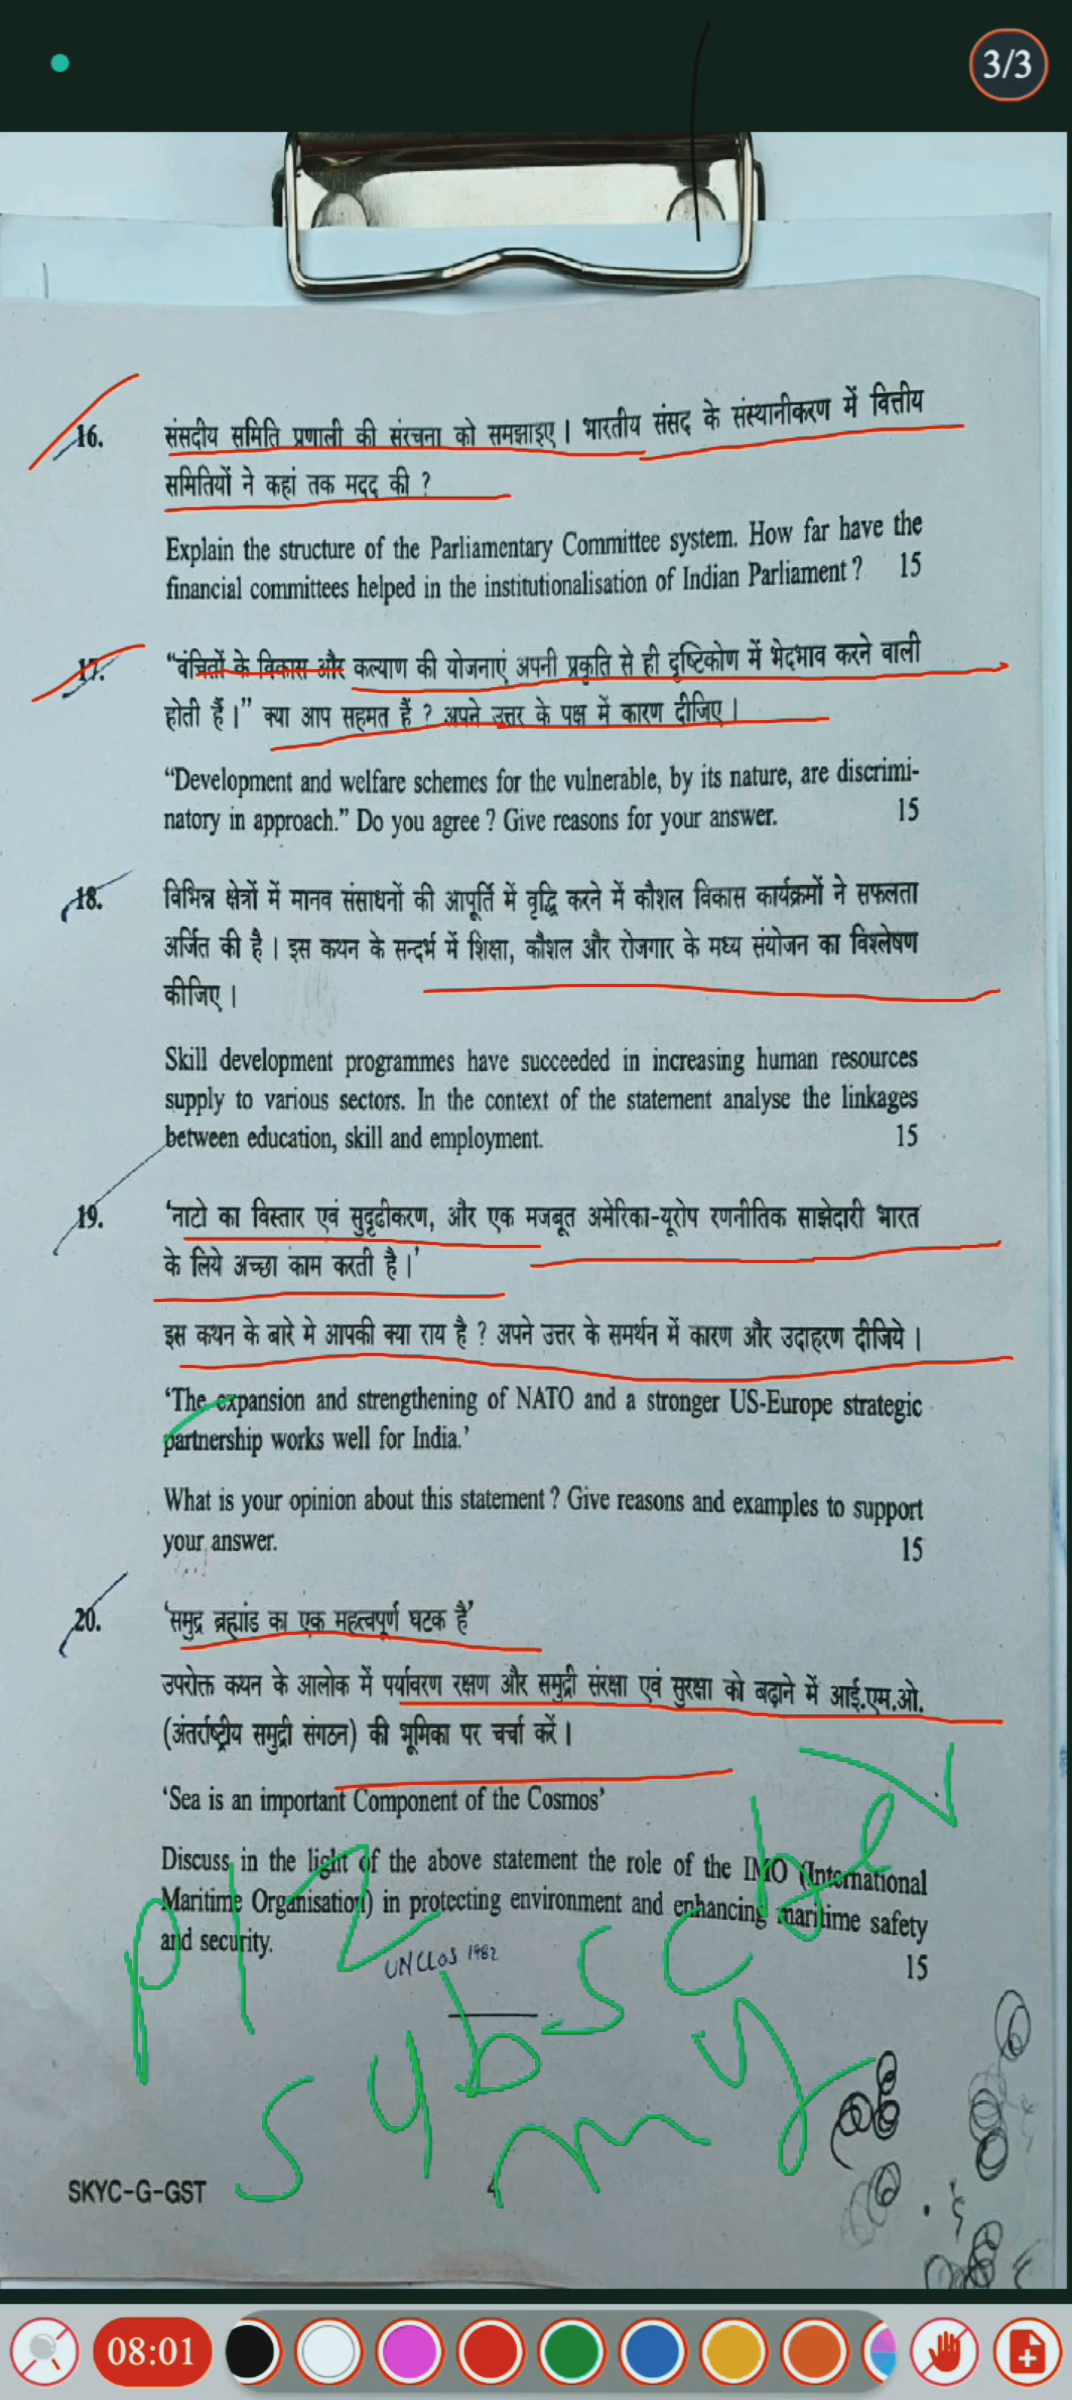 3/3
16. संसदीय समिति प्रणाली की संरचना को समझाइए। भारतीय संसद के संस्थानीकरण में वित्तीय
समितियों ने कहां तक मदद की ?
Explain the structure of the Parliamentary Committee system. How far have the
financial committees helped in the institutionalisation of Indian Parliament ? 15
17. “वंचितों के विकास और कल्याण की योजनाएं अपनी प्रकृति से ही दृष्टिकोण में भेदभाव करने वाली
होती हैं।” क्या आप सहमत हैं ? अपने उत्तर के पक्ष में कारण दीजिए।
“Development and welfare schemes for the vulnerable, by its nature, are discrimi-
natory in approach.” Do you agree ? Give reasons for your answer. 15
18. विभिन्न क्षेत्रों में मानव संसाधनों की आपूर्ति में वृद्धि करने में कौशल विकास कार्यक्रमों ने सफलता
अर्जित की है। इस कथन के सन्दर्भ में शिक्षा, कौशल और रोजगार के मध्य संयोजन का विश्लेषण
कीजिए।
Skill development programmes have succeeded in increasing human resources
supply to various sectors. In the context of the statement analyse the linkages
between education, skill and employment. 15
19. ‘नाटो का विस्तार एवं सुदृढीकरण, और एक मजबूत अमेरिका-यूरोप रणनीतिक साझेदारी भारत
के लिये अच्छा काम करती है।’
इस कथन के बारे मे आपकी क्या राय है ? अपने उत्तर के समर्थन में कारण और उदाहरण दीजिये।
‘The expansion and strengthening of NATO and a stronger US-Europe strategic
partnership works well for India.’
What is your opinion about this statement ? Give reasons and examples to support
your answer. 15
20. ‘समुद्र ब्रह्मांड का एक महत्वपूर्ण घटक है’
उपरोक्त कथन के आलोक में पर्यावरण रक्षण और समुद्री संरक्षा एवं सुरक्षा को बढ़ाने में आई.एम.ओ.
(अंतर्राष्ट्रीय समुद्री संगठन) की भूमिका पर चर्चा करें।
‘Sea is an important Component of the Cosmos’
Discuss in the light of the above statement the role of the IMO (International
Maritime Organisation) in protecting environment and enhancing maritime safety
and security. 15
UNCLOS 1982
SKYC-G-GST 4
08:01